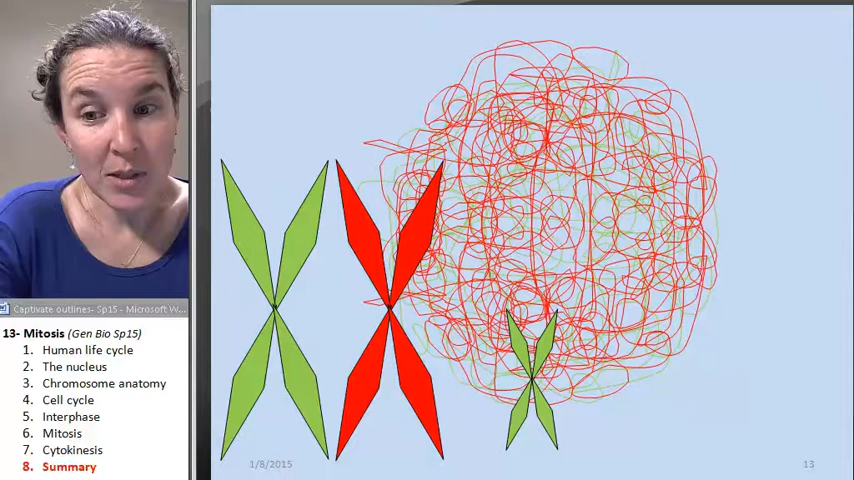 Captivate outlines- Sp15 - Microsoft W...
13- Mitosis (Gen Bio Sp15)
1. Human life cycle
2. The nucleus
3. Chromosome anatomy
4. Cell cycle
5. Interphase
6. Mitosis
7. Cytokinesis
8. Summary
1/8/2015
13